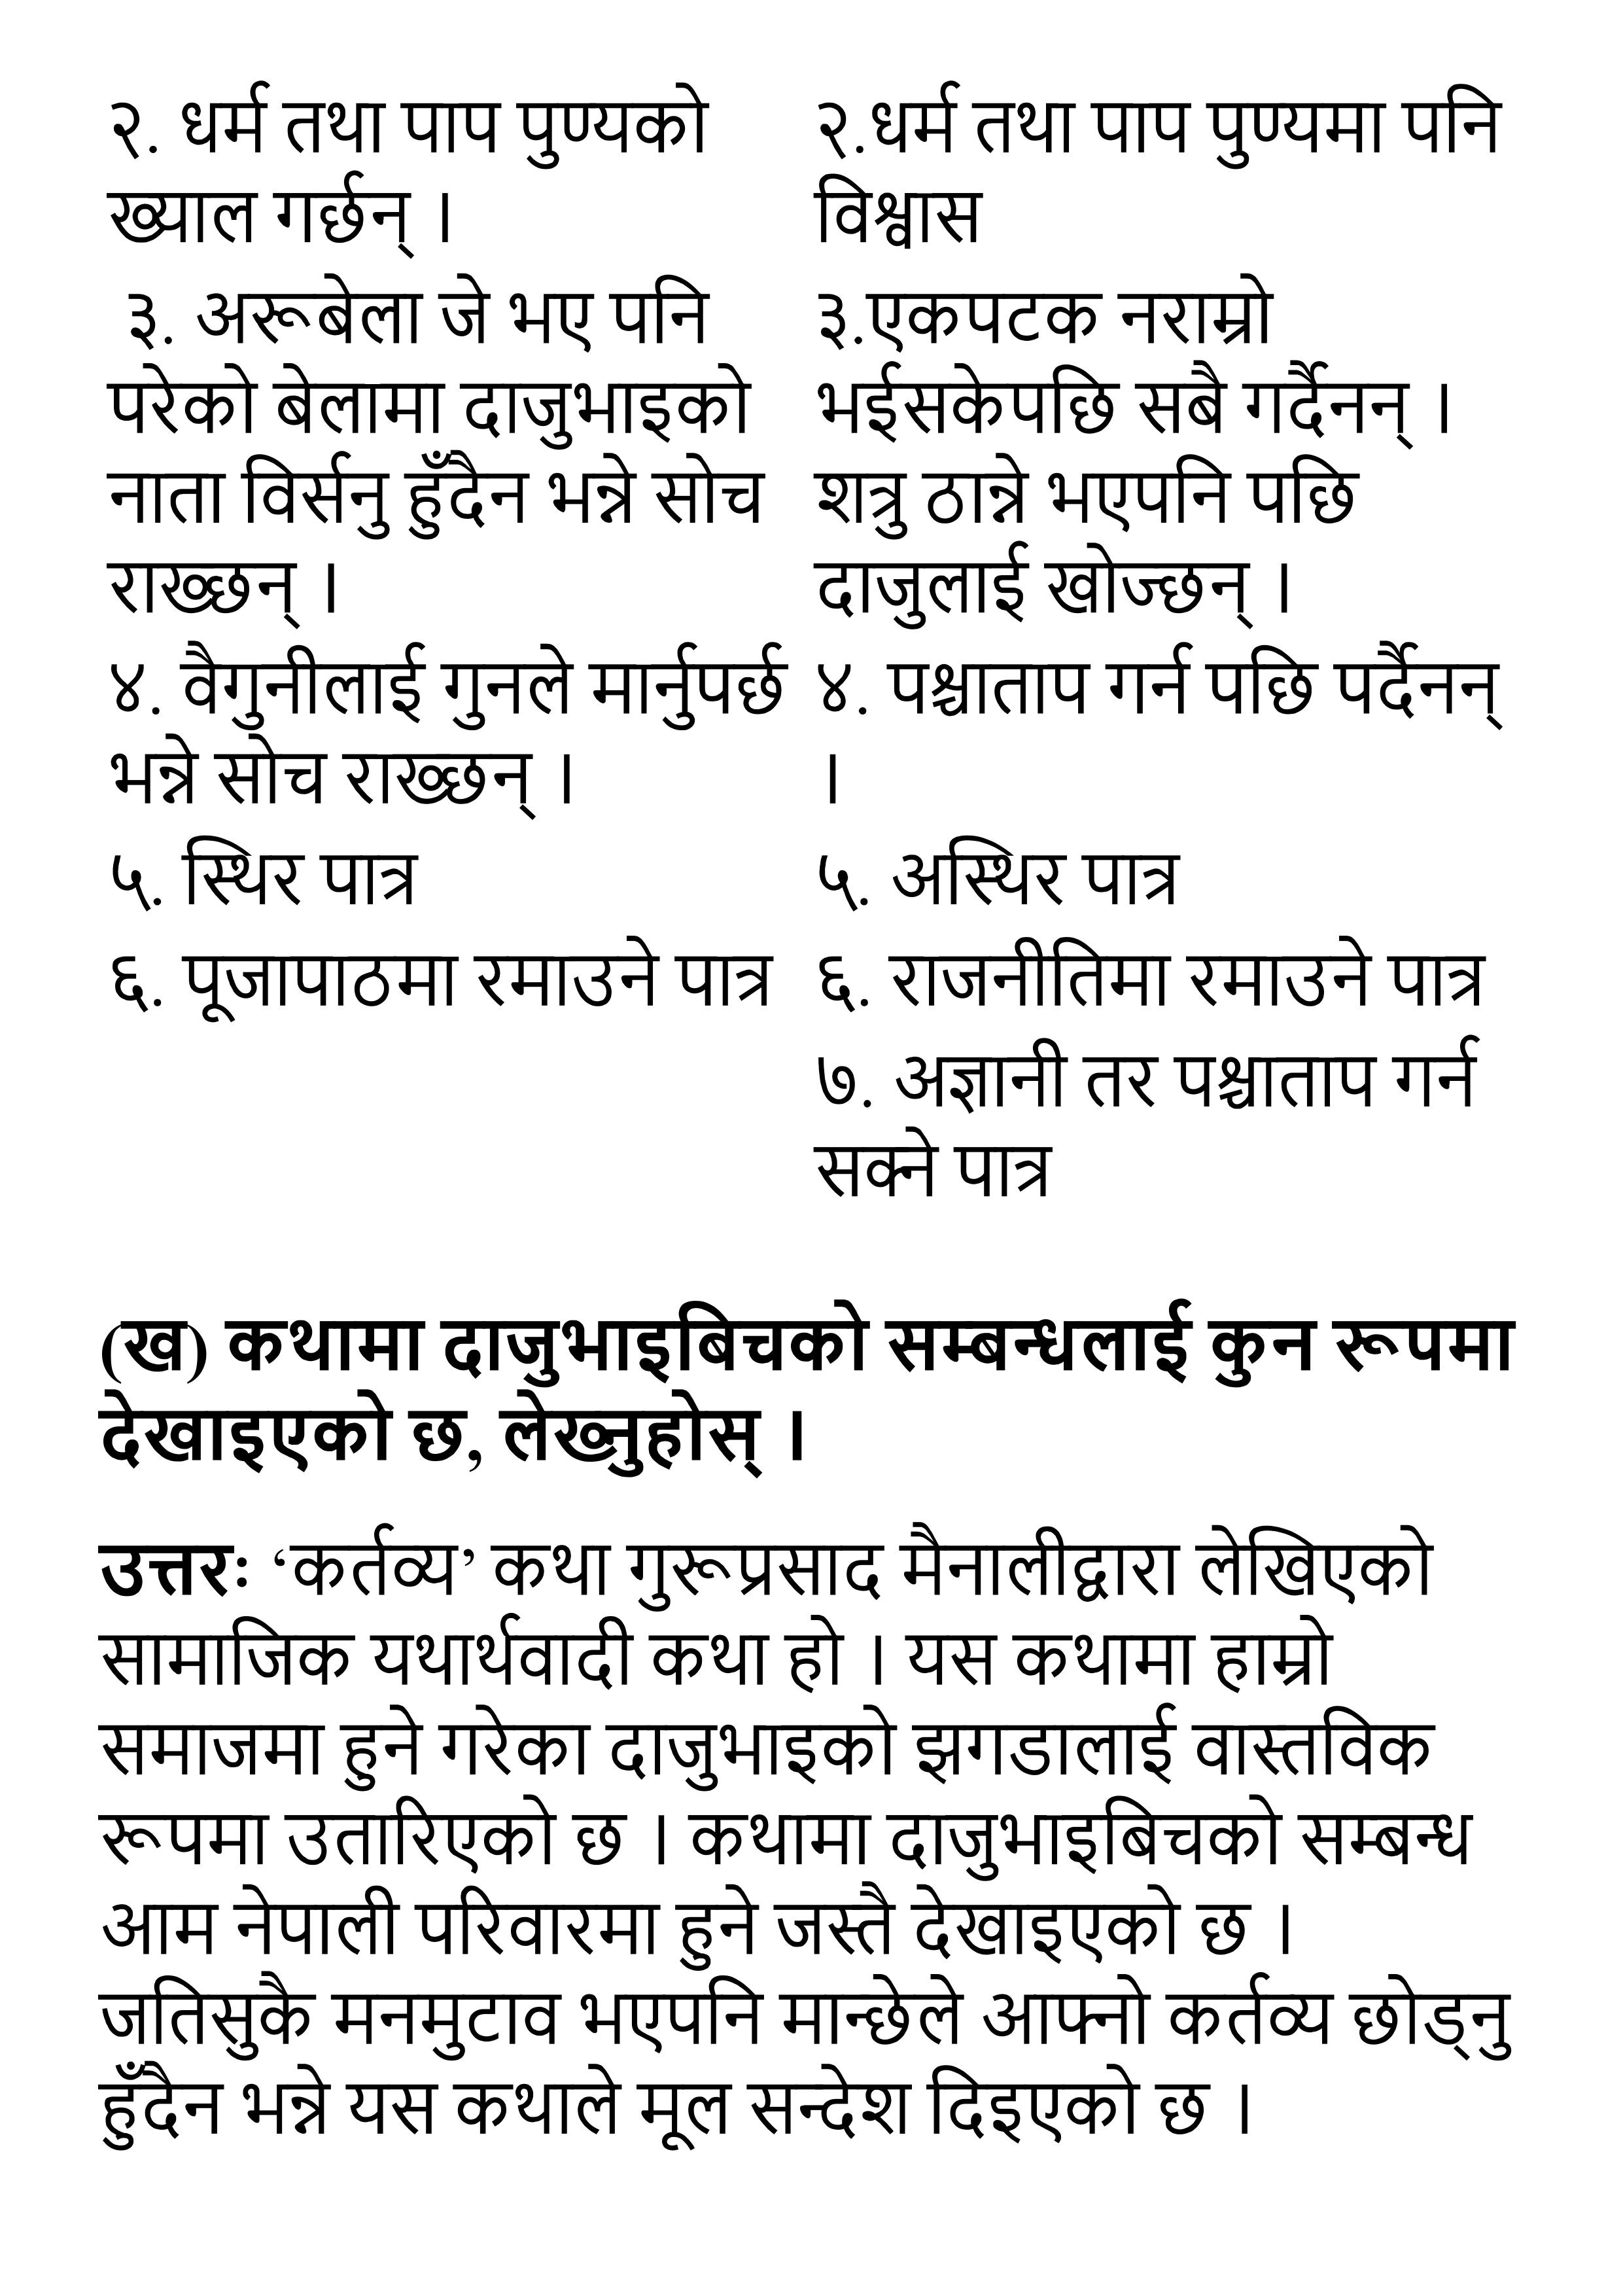 २. धर्म तथा पाप पुण्यको
ख्याल गर्छन् ।
२.धर्म तथा पाप पुण्यमा पनि
विश्वास
३. अरूबेला जे भए पनि
परेको बेलामा दाजुभाइको
नाता विर्सनु हुँदैन भन्ने सोच
राख्छन् ।
३.एकपटक नराम्रो
भईसकेपछि सबै गर्दैनन् ।
शत्रु ठान्ने भएपनि पछि
दाजुलाई खोज्छन् ।
४. वैगुनीलाई गुनले मार्नुपर्छ
भन्ने सोच राख्छन् ।
४. पश्चाताप गर्न पछि पर्दैनन्
।
५. स्थिर पात्र
५. अस्थिर पात्र
६. पूजापाठमा रमाउने पात्र
६. राजनीतिमा रमाउने पात्र
७. अज्ञानी तर पश्चाताप गर्न
सक्ने पात्र
(ख) कथामा दाजुभाइबिचको सम्बन्धलाई कुन रूपमा
देखाइएको छ, लेख्नुहोस् ।
उत्तरः ‘कर्तव्य’ कथा गुरूप्रसाद मैनालीद्वारा लेखिएको
सामाजिक यथार्थवादी कथा हो । यस कथामा हाम्रो
समाजमा हुने गरेका दाजुभाइको झगडालाई वास्तविक
रूपमा उतारिएको छ । कथामा दाजुभाइबिचको सम्बन्ध
आम नेपाली परिवारमा हुने जस्तै देखाइएको छ ।
जतिसुकै मनमुटाव भएपनि मान्छेले आफ्नो कर्तव्य छोड्नु
हुँदैन भन्ने यस कथाले मूल सन्देश दिइएको छ ।